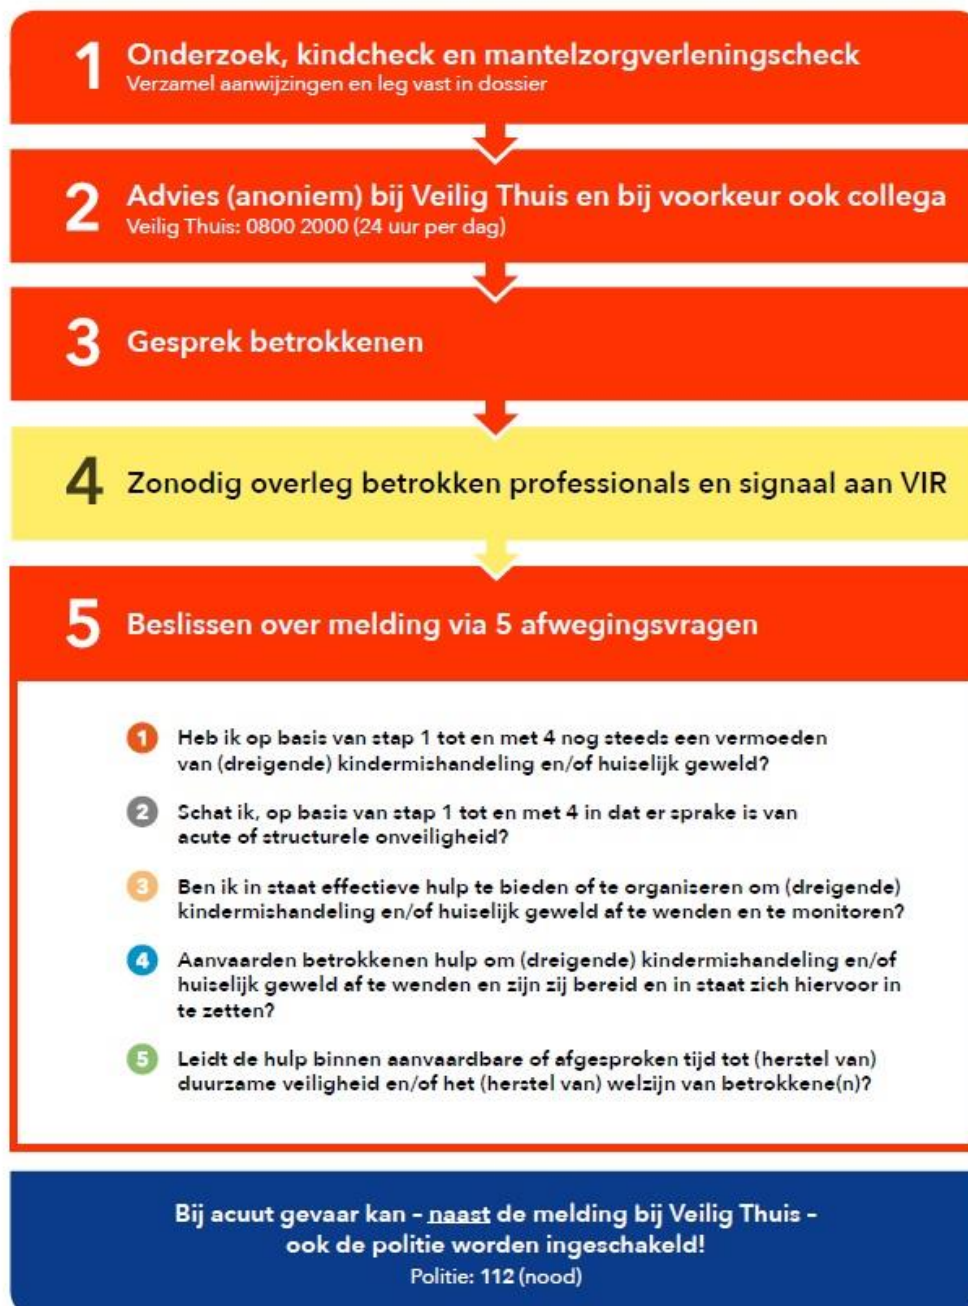 1 Onderzoek, kindcheck en mantelzorgverleningscheck
Verzamel aanwijzingen en leg vast in dossier
2 Advies (anoniem) bij Veilig Thuis en bij voorkeur ook collega
Veilig Thuis: 0800 2000 (24 uur per dag)
3 Gesprek betrokkenen
4 Zonodig overleg betrokken professionals en signaal aan VIR
5 Beslissen over melding via 5 afwegingsvragen
1 Heb ik op basis van stap 1 tot en met 4 nog steeds een vermoeden
van (dreigende) kindermishandeling en/of huiselijk geweld?
2 Schat ik, op basis van stap 1 tot en met 4 in dat er sprake is van
acute of structurele onveiligheid?
3 Ben ik in staat effectieve hulp te bieden of te organiseren om (dreigende)
kindermishandeling en/of huiselijk geweld af te wenden en te monitoren?
4 Aanvaarden betrokkenen hulp om (dreigende) kindermishandeling en/of
huiselijk geweld af te wenden en zijn zij bereid en in staat zich hiervoor in
te zetten?
5 Leidt de hulp binnen aanvaardbare of afgesproken tijd tot (herstel van)
duurzame veiligheid en/of het (herstel van) welzijn van betrokkene(n)?
Bij acuut gevaar kan – naast de melding bij Veilig Thuis –
ook de politie worden ingeschakeld!
Politie: 112 (nood)